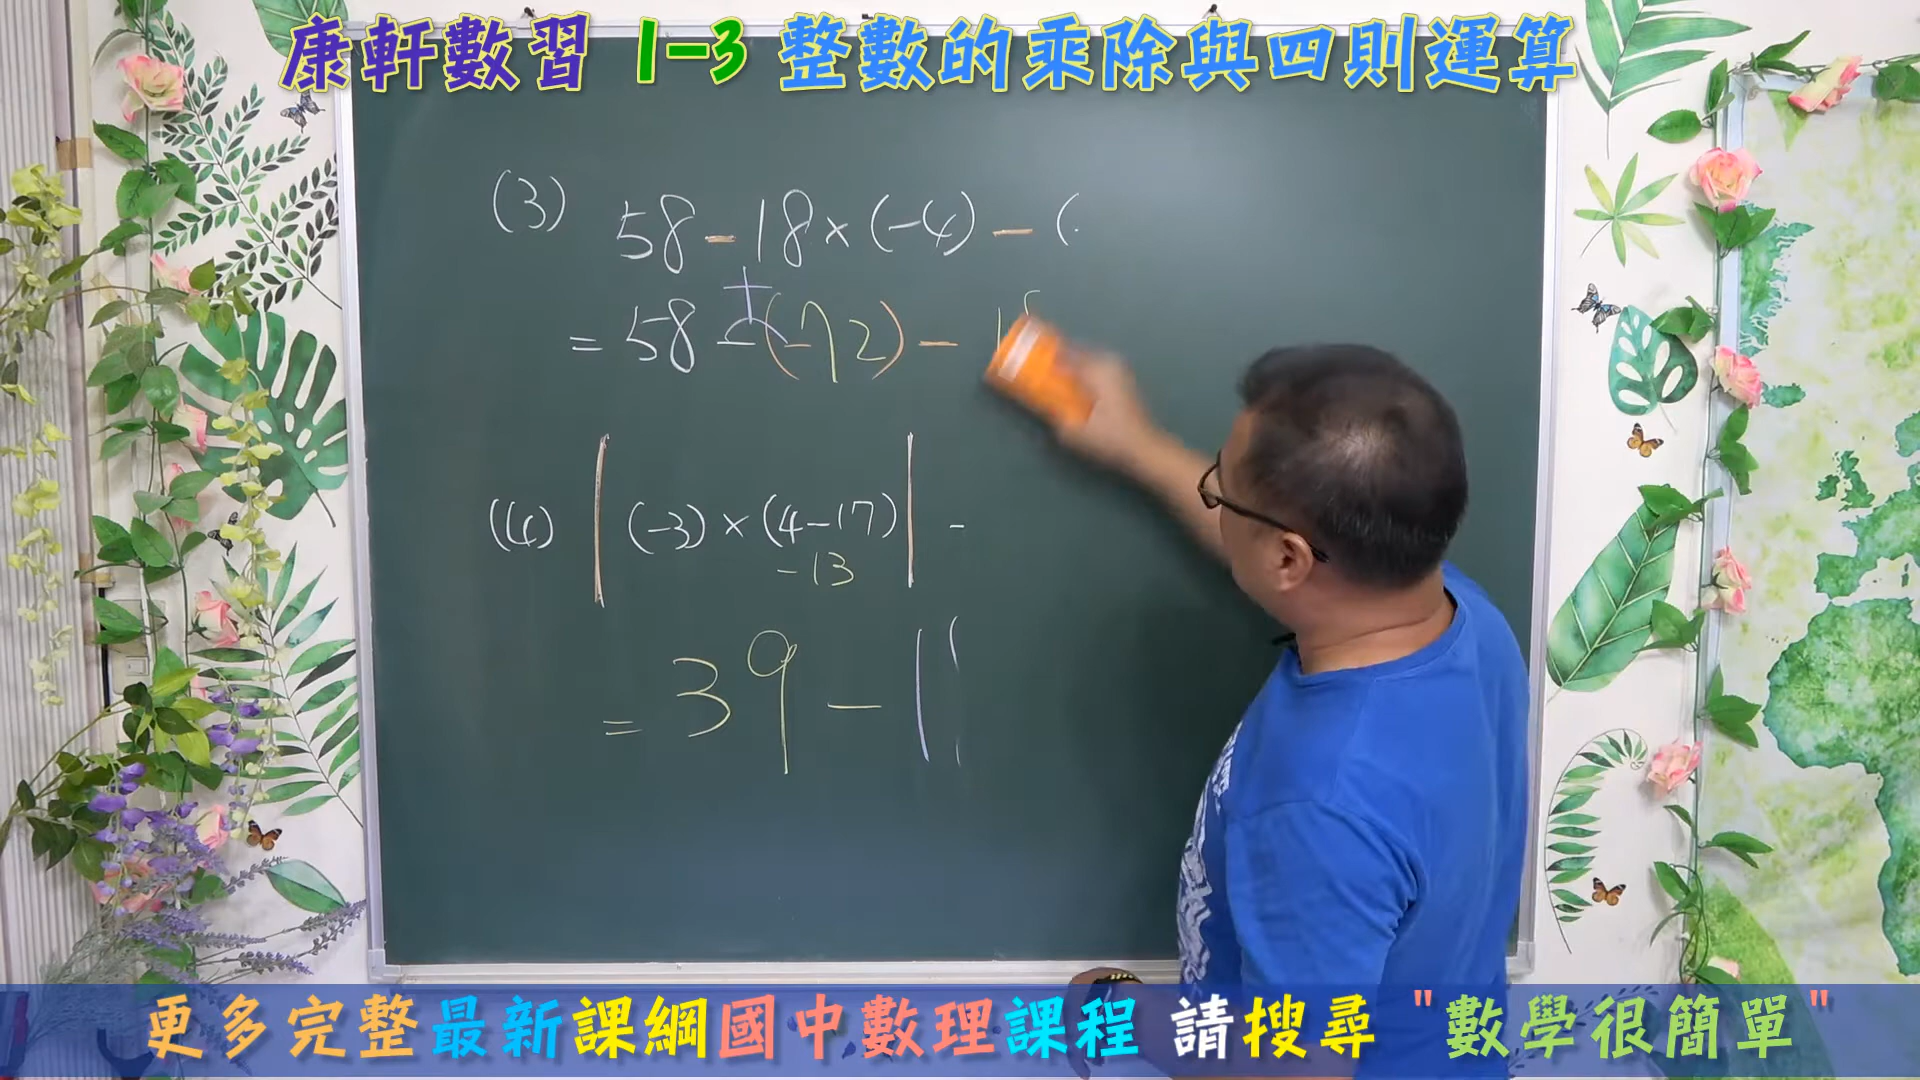 康軒數習 1-3 整數的乘除與四則運算
(3) 58-18×(-4)-(
=58-(-72)-1
(4) |(-3)×(4-17)| -
-13
=39-|(
更多完整最新課綱國中數理課程 請搜尋 "數學很簡單"